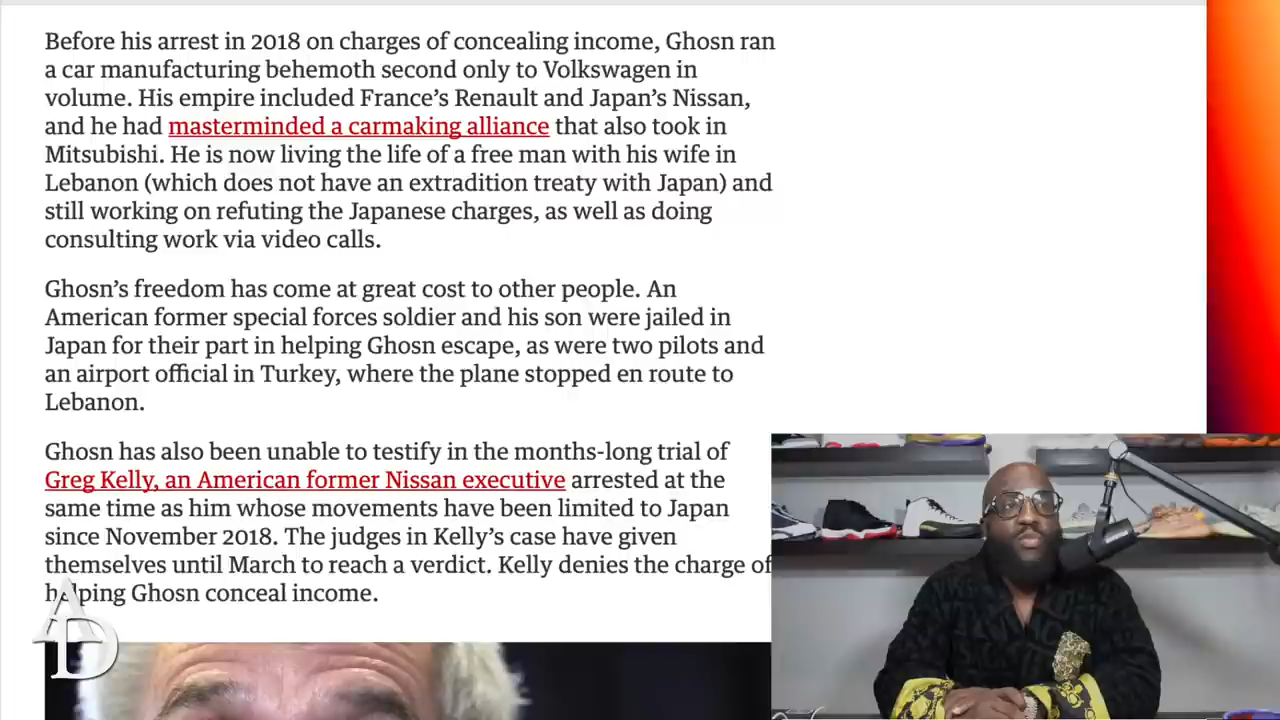 Before his arrest in 2018 on charges of concealing income, Ghosn ran
a car manufacturing behemoth second only to Volkswagen in
volume. His empire included France’s Renault and Japan’s Nissan,
and he had masterminded a carmaking alliance that also took in
Mitsubishi. He is now living the life of a free man with his wife in
Lebanon (which does not have an extradition treaty with Japan) and
still working on refuting the Japanese charges, as well as doing
consulting work via video calls.
Ghosn’s freedom has come at great cost to other people. An
American former special forces soldier and his son were jailed in
Japan for their part in helping Ghosn escape, as were two pilots and
an airport official in Turkey, where the plane stopped en route to
Lebanon.
Ghosn has also been unable to testify in the months-long trial of
Greg Kelly, an American former Nissan executive arrested at the
same time as him whose movements have been limited to Japan
since November 2018. The judges in Kelly’s case have given
themselves until March to reach a verdict. Kelly denies the charge of
helping Ghosn conceal income.
AD